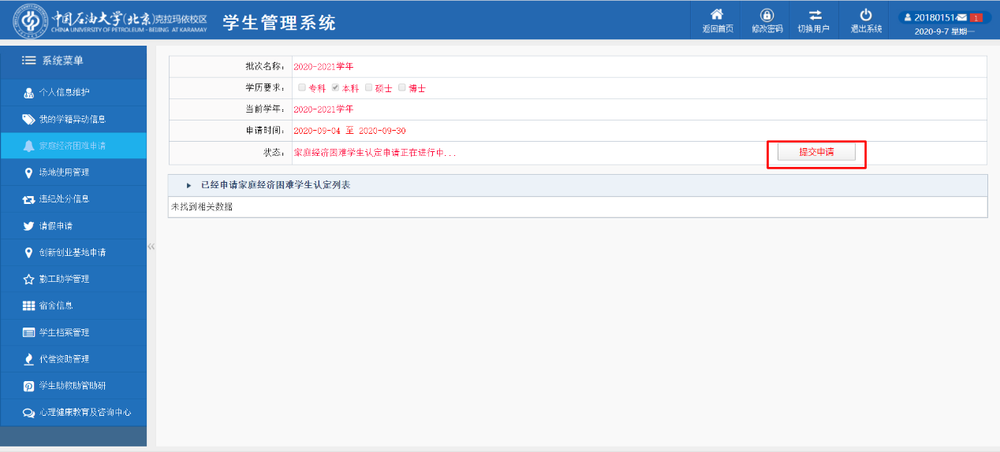 中国石油大学(北京)克拉玛依校区
CHINA UNIVERSITY OF PETROLEUM - BEIJING AT KARAMAY
学生管理系统
返回首页
修改密码
切换用户
退出系统
201801514
1
2020-9-7 星期一
系统菜单
个人信息维护
我的学籍异动信息
家庭经济困难申请
场地使用管理
违纪处分信息
请假申请
创新创业基地申请
勤工助学管理
宿舍信息
学生档案管理
代偿资助管理
学生助教助管助研
心理健康教育及咨询中心
批次名称: 2020-2021学年
学历要求: 专科 本科 硕士 博士
当前学年: 2020-2021学年
申请时间: 2020-09-04 至 2020-09-30
状态: 家庭经济困难学生认定申请正在进行中... 提交申请
已经申请家庭经济困难学生认定列表
未找到相关数据